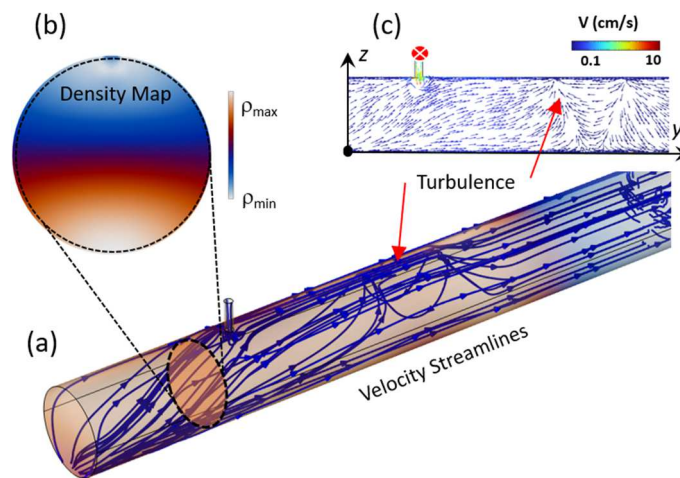 (b)
Density Map
ρmax
ρmin
(c)
z
y
V (cm/s)
0.1 10
Turbulence
(a)
Velocity Streamlines